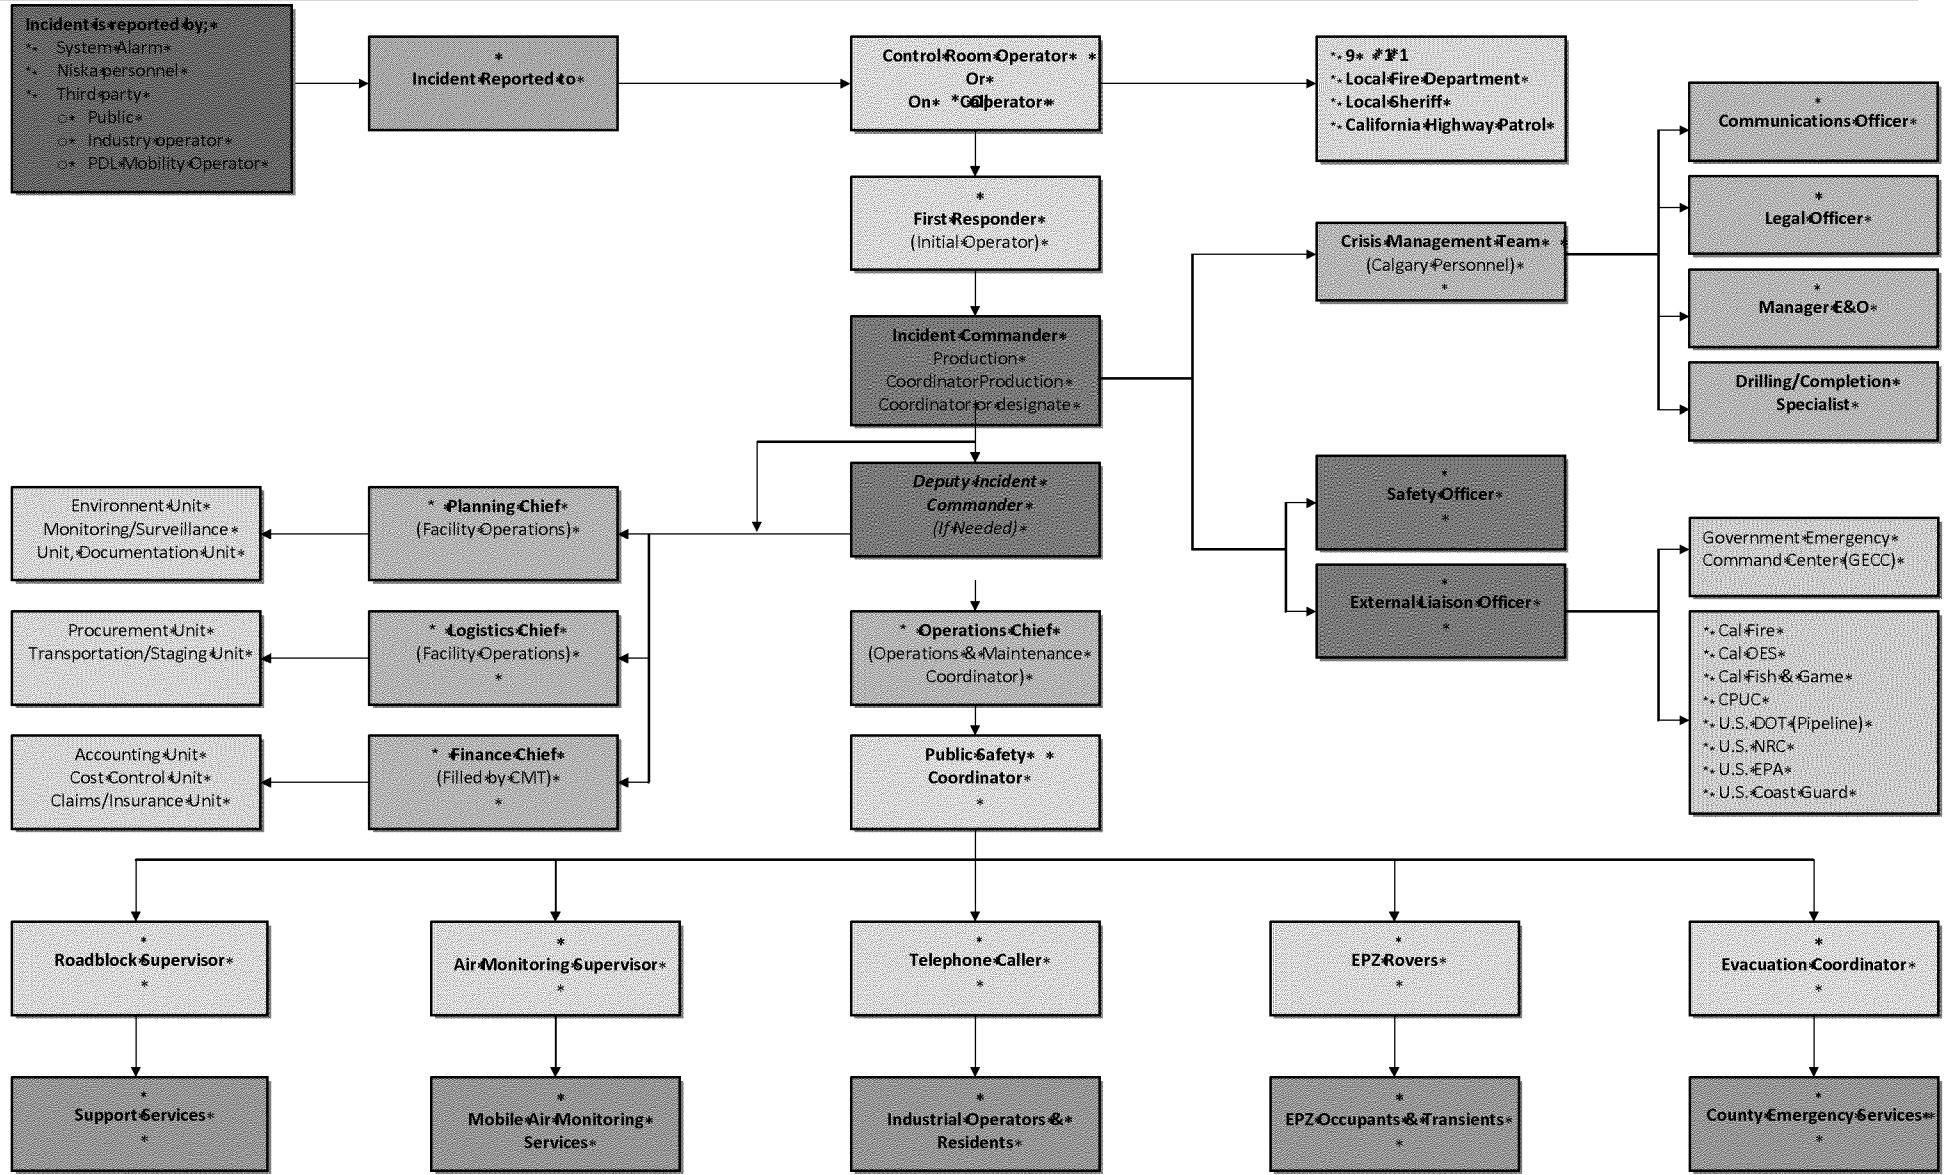 Incident is reported by;
System Alarm
Niska personnel
Third party
Public
Industry operator
PDL Mobility Operator
Incident Reported to
Control Room Operator
Or
On Call Operator
9 1 1
Local Fire Department
Local Sheriff
California Highway Patrol
First Responder
(Initial Operator)
Incident Commander
Production
CoordinatorProduction
Coordinator or designate
Crisis Management Team
(Calgary Personnel)
Communications Officer
Legal Officer
Manager E&O
Drilling/Completion
Specialist
Deputy Incident
Commander
(If Needed)
Safety Officer
External Liaison Officer
Government Emergency
Command Center (GECC)
Cal Fire
Cal OES
Cal Fish & Game
CPUC
U.S. DOT (Pipeline)
U.S. NRC
U.S. EPA
U.S. Coast Guard
Planning Chief
(Facility Operations)
Environment Unit
Monitoring/Surveillance
Unit, Documentation Unit
Logistics Chief
(Facility Operations)
Procurement Unit
Transportation/Staging Unit
Finance Chief
(Filled by CMT)
Accounting Unit
Cost Control Unit
Claims/Insurance Unit
Operations Chief
(Operations & Maintenance
Coordinator)
Public Safety
Coordinator
Roadblock Supervisor
Air Monitoring Supervisor
Telephone Caller
EPZ Rovers
Evacuation Coordinator
Support Services
Mobile Air Monitoring
Services
Industrial Operators &
Residents
EPZ Occupants & Transients
County Emergency Services